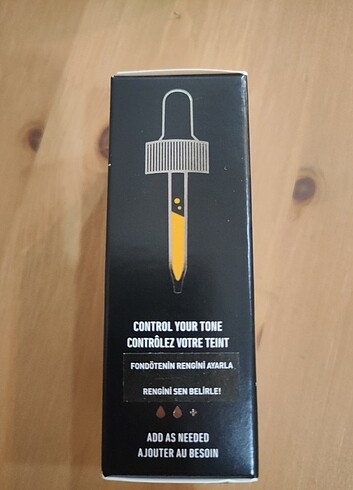 CONTROL YOUR TONE
CONTRÔLEZ VOTRE TEINT
FONDÖTENİN RENGİNİ AYARLA
RENGİNİ SEN BELİRLE!
ADD AS NEEDED
AJOUTER AU BESOIN